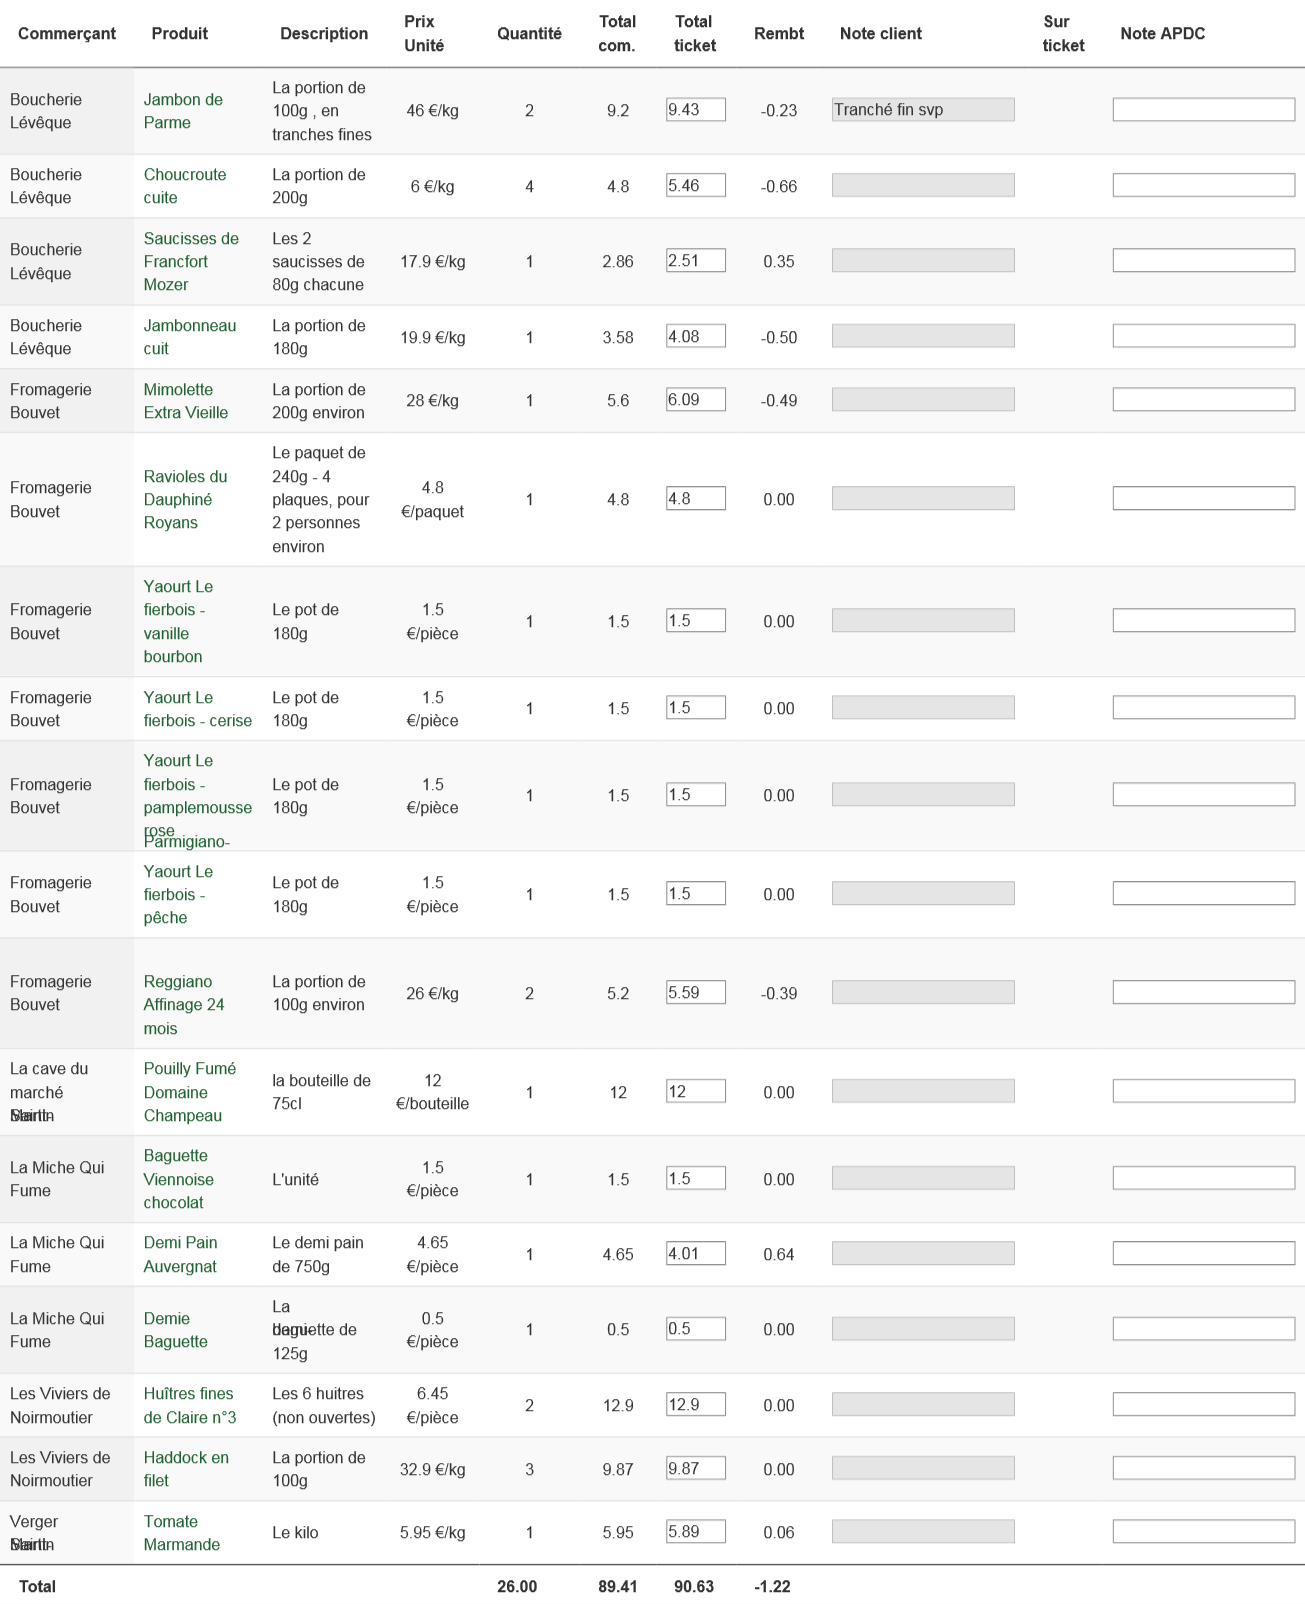 Commerçant Produit Description Prix Unité Quantité Total com. Total ticket Rembt Note client Sur ticket Note APDC
Boucherie Lévêque Jambon de Parme La portion de 100g , en tranches fines 46 €/kg 2 9.2 9.43 -0.23 Tranché fin svp
Boucherie Lévêque Choucroute cuite La portion de 200g 6 €/kg 4 4.8 5.46 -0.66
Boucherie Lévêque Saucisses de Francfort Mozer Les 2 saucisses de 80g chacune 17.9 €/kg 1 2.86 2.51 0.35
Boucherie Lévêque Jambonneau cuit La portion de 180g 19.9 €/kg 1 3.58 4.08 -0.50
Fromagerie Bouvet Mimolette Extra Vieille La portion de 200g environ 28 €/kg 1 5.6 6.09 -0.49
Fromagerie Bouvet Ravioles du Dauphiné Royans Le paquet de 240g - 4 plaques, pour 2 personnes environ 4.8 €/paquet 1 4.8 4.8 0.00
Fromagerie Bouvet Yaourt Le fierbois - vanille bourbon Le pot de 180g 1.5 €/pièce 1 1.5 1.5 0.00
Fromagerie Bouvet Yaourt Le fierbois - cerise Le pot de 180g 1.5 €/pièce 1 1.5 1.5 0.00
Fromagerie Bouvet Yaourt Le fierbois - pamplemousse rose Le pot de 180g 1.5 €/pièce 1 1.5 1.5 0.00
Parmigiano-
Fromagerie Bouvet Yaourt Le fierbois - pêche Le pot de 180g 1.5 €/pièce 1 1.5 1.5 0.00
Fromagerie Bouvet Reggiano Affinage 24 mois La portion de 100g environ 26 €/kg 2 5.2 5.59 -0.39
La cave du marché Saint-Martin Pouilly Fumé Domaine Champeau la bouteille de 75cl 12 €/bouteille 1 12 12 0.00
La Miche Qui Fume Baguette Viennoise chocolat L'unité 1.5 €/pièce 1 1.5 1.5 0.00
La Miche Qui Fume Demi Pain Auvergnat Le demi pain de 750g 4.65 €/pièce 1 4.65 4.01 0.64
La Miche Qui Fume Demie Baguette La demi-baguette de 125g 0.5 €/pièce 1 0.5 0.5 0.00
Les Viviers de Noirmoutier Huîtres fines de Claire n°3 Les 6 huitres (non ouvertes) 6.45 €/pièce 2 12.9 12.9 0.00
Les Viviers de Noirmoutier Haddock en filet La portion de 100g 32.9 €/kg 3 9.87 9.87 0.00
Verger Saint-Martin Tomate Marmande Le kilo 5.95 €/kg 1 5.95 5.89 0.06
Total 26.00 89.41 90.63 -1.22